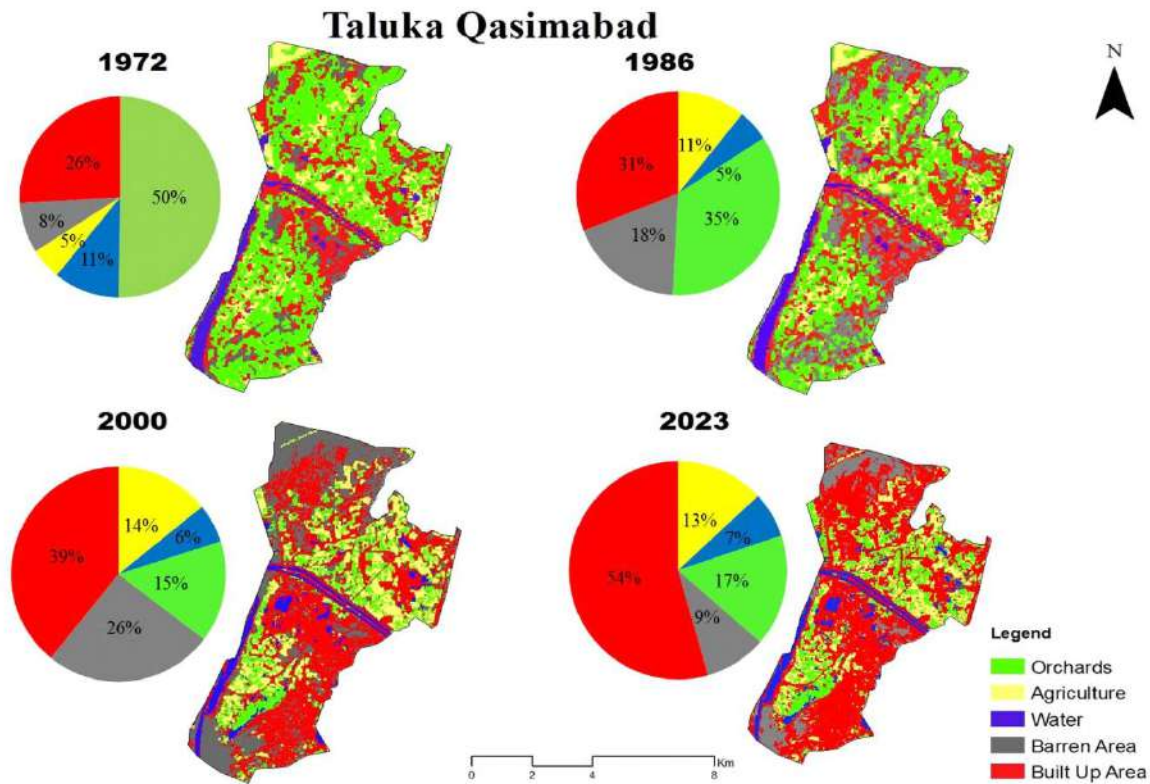 Taluka Qasimabad
1972
26%
50%
8%
5%
11%
1986
11%
31%
5%
35%
18%
N
2000
14%
6%
39%
15%
26%
2023
13%
7%
54%
17%
9%
Legend
Orchards
Agriculture
Water
Barren Area
Built Up Area
Km
0 2 4 8